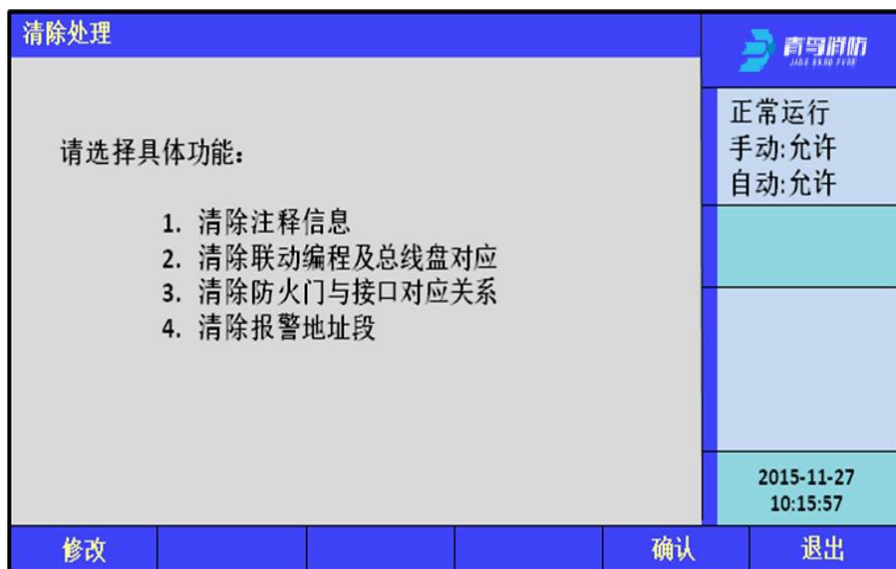 清除处理
青鸟消防
JADE BIRD FIRE
正常运行
手动:允许
自动:允许
请选择具体功能:
1. 清除注释信息
2. 清除联动编程及总线盘对应
3. 清除防火门与接口对应关系
4. 清除报警地址段
2015-11-27
10:15:57
修改
确认
退出